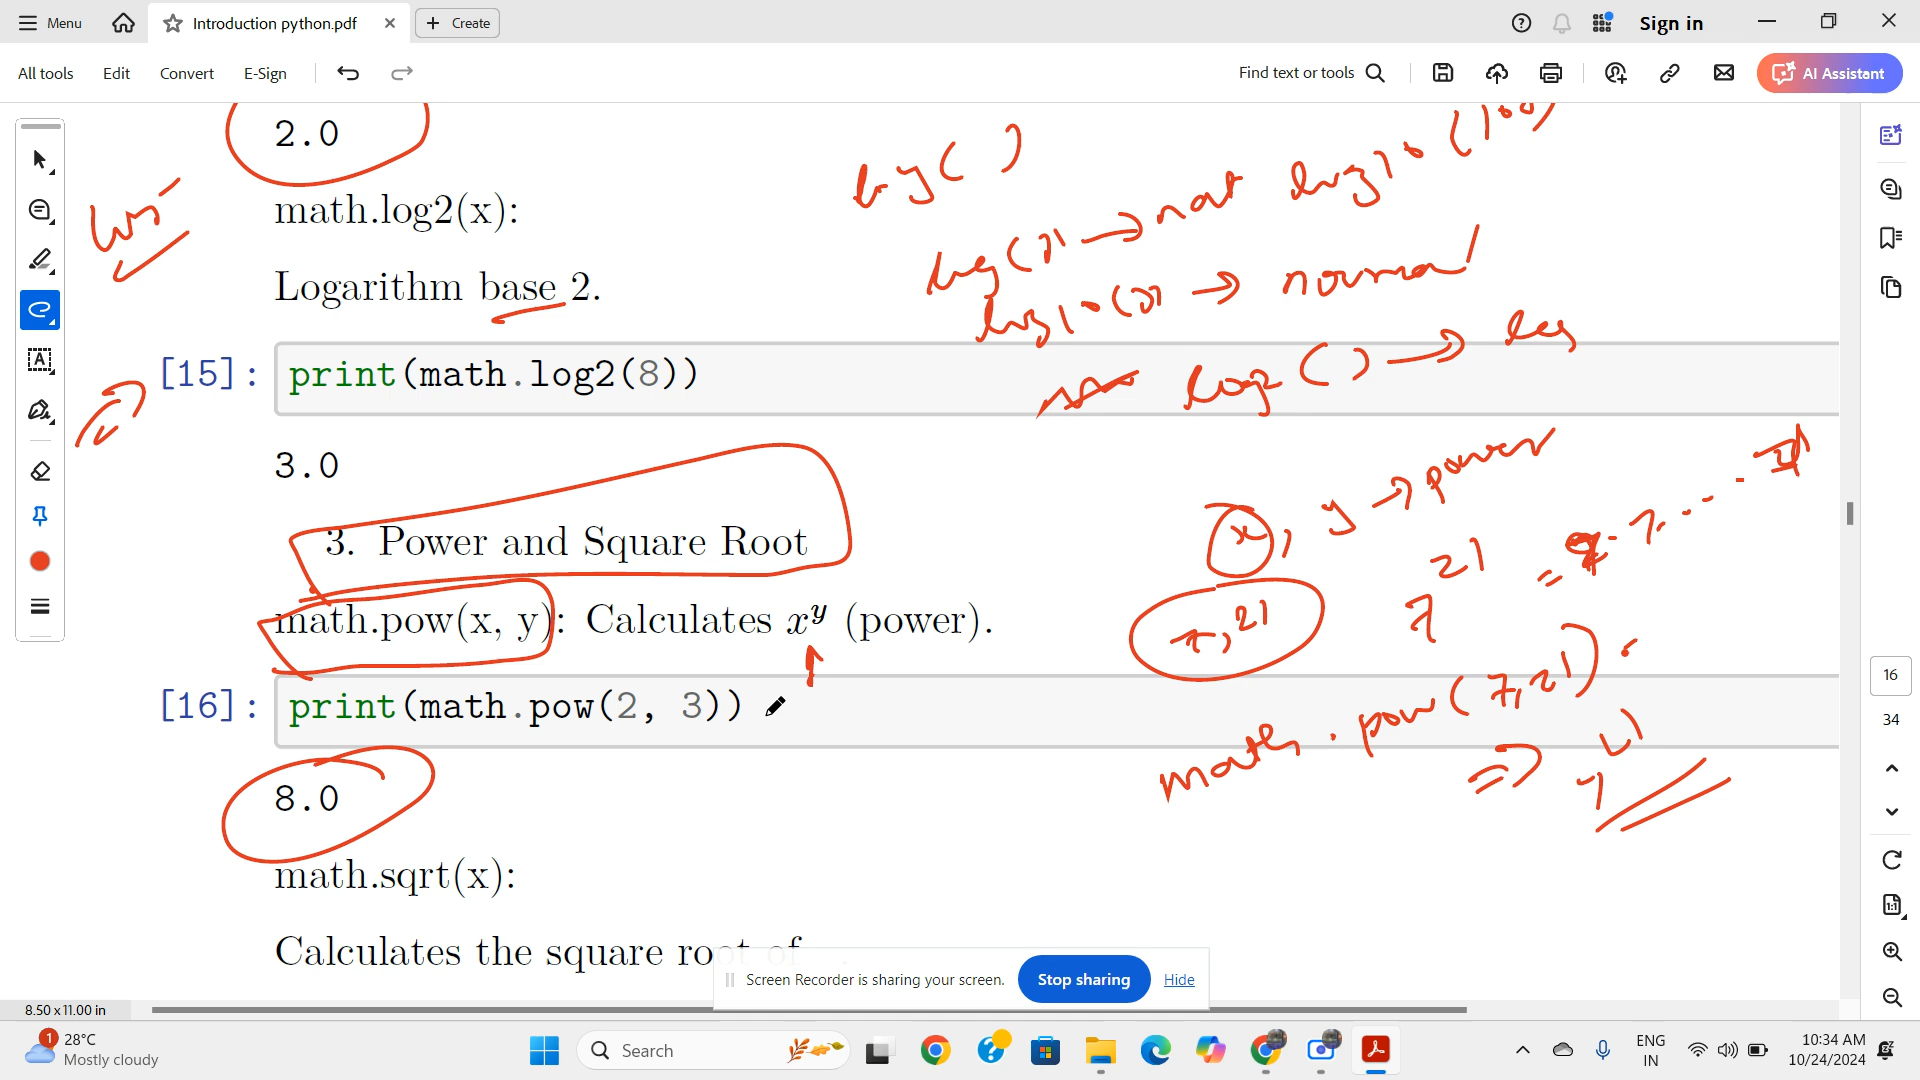 Menu
Introduction python.pdf
Create
Sign in
All tools
Edit
Convert
E-Sign
Find text or tools
AI Assistant
2.0
math.log2(x):
Logarithm base 2.
[15]: print(math.log2(8))
3.0
3. Power and Square Root
math.pow(x, y): Calculates x^y (power).
[16]: print(math.pow(2, 3))
8.0
math.sqrt(x):
Calculates the square root of
log( )
→ nat log10 (100)
→ normal
log2 ( ) → log
x, y → power
7, 21
7^21
math.pow(7,21)
16
34
Screen Recorder is sharing your screen.
Stop sharing
Hide
8.50 x 11.00 in
1
28°C
Mostly cloudy
Search
ENG
IN
10:34 AM
10/24/2024